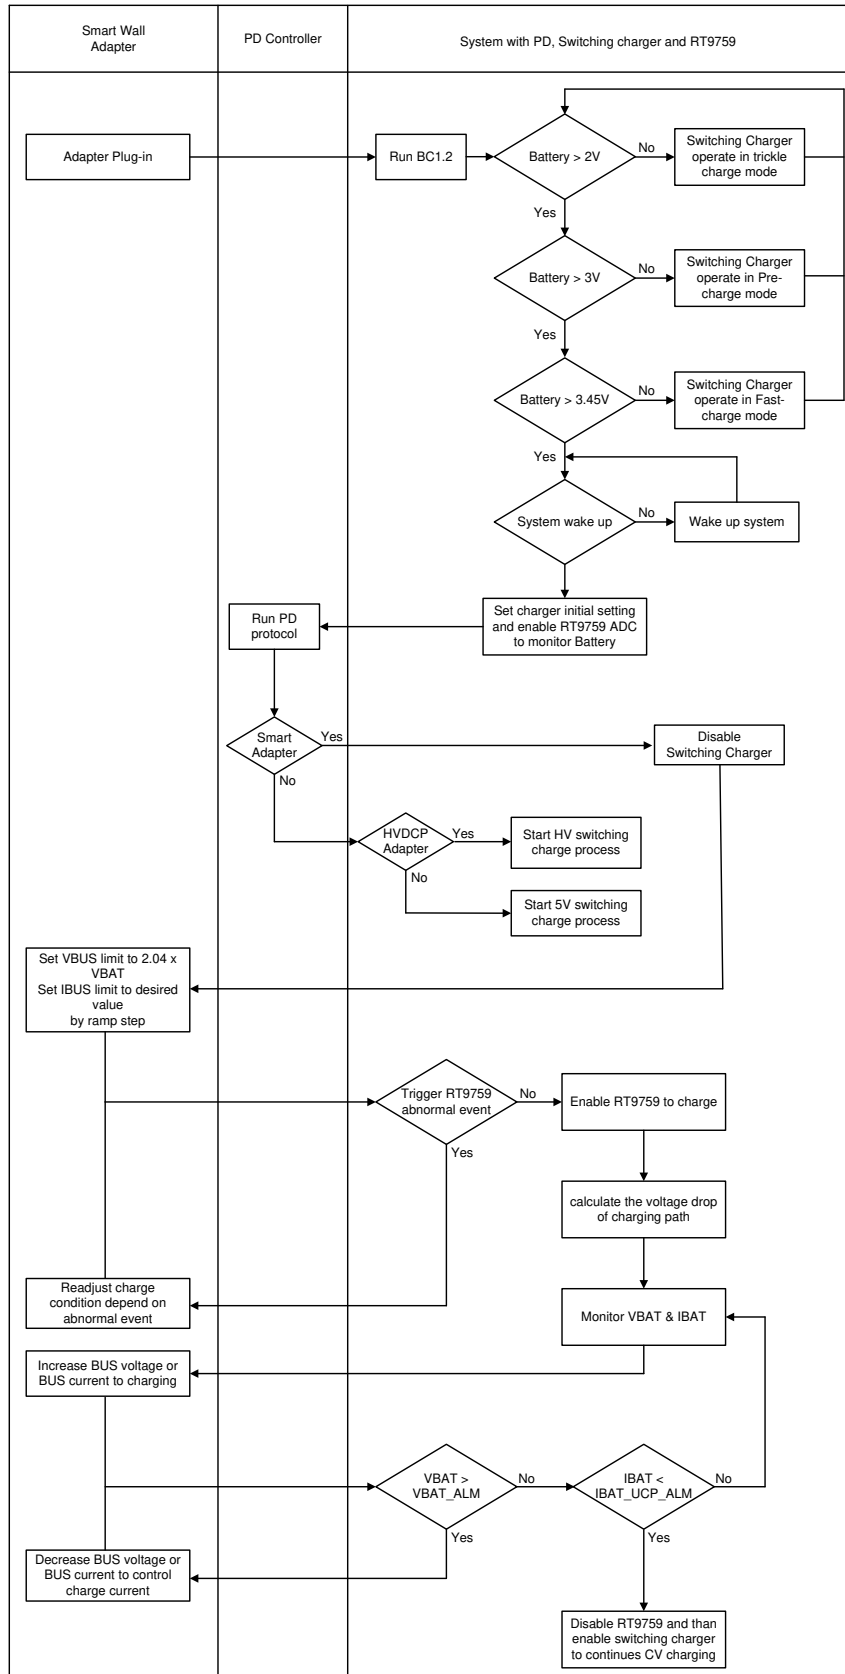 Smart Wall
Adapter
PD Controller
System with PD, Switching charger and RT9759
Adapter Plug-in
Run BC1.2
Battery > 2V
No
Switching Charger
operate in trickle
charge mode
Yes
Battery > 3V
No
Switching Charger
operate in Pre-
charge mode
Yes
Battery > 3.45V
No
Switching Charger
operate in Fast-
charge mode
Yes
System wake up
No
Wake up system
Set charger initial setting
and enable RT9759 ADC
to monitor Battery
Run PD
protocol
Smart
Adapter
Yes
Disable
Switching Charger
No
HVDCP
Adapter
Yes
Start HV switching
charge process
No
Start 5V switching
charge process
Set VBUS limit to 2.04 x
VBAT
Set IBUS limit to desired
value
by ramp step
Trigger RT9759
abnormal event
No
Enable RT9759 to charge
Yes
calculate the voltage drop
of charging path
Readjust charge
condition depend on
abnormal event
Monitor VBAT & IBAT
Increase BUS voltage or
BUS current to charging
VBAT >
VBAT_ALM
No
IBAT <
IBAT_UCP_ALM
No
Yes
Yes
Decrease BUS voltage or
BUS current to control
charge current
Disable RT9759 and than
enable switching charger
to continues CV charging